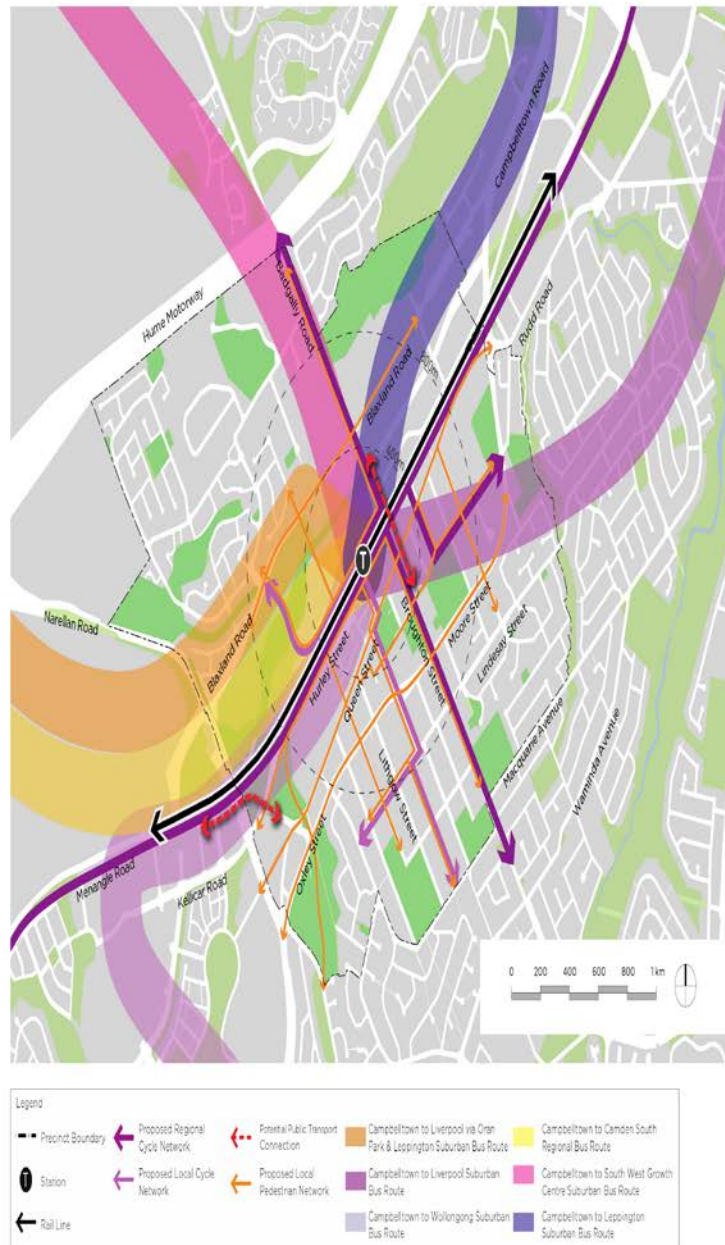 Campbelltown Road
Badgally Road
Hume Motorway
Rudd Road
Blaxland Road
800m
400m
T
Narellan Road
Blaxland Road
Hurley Street
Queen Street
Broughton Street
Moore Street
Lindesay Street
Lithgow Street
Macquarie Avenue
Waminda Avenue
Oxley Street
Menangle Road
Kellicar Road
0 200 400 600 800 1km
Legend
Precinct Boundary
Proposed Regional
Cycle Network
Potential Public Transport
Connection
Campbelltown to Liverpool via Oran
Park & Leppington Suburban Bus Route
Campbelltown to Camden South
Regional Bus Route
T
Station
Proposed Local Cycle
Network
Proposed Local
Pedestrian Network
Campbelltown to Liverpool Suburban
Bus Route
Campbelltown to South West Growth
Centre Suburban Bus Route
Rail Line
Campbelltown to Wollongong Suburban
Bus Route
Campbelltown to Leppington
Suburban Bus Route